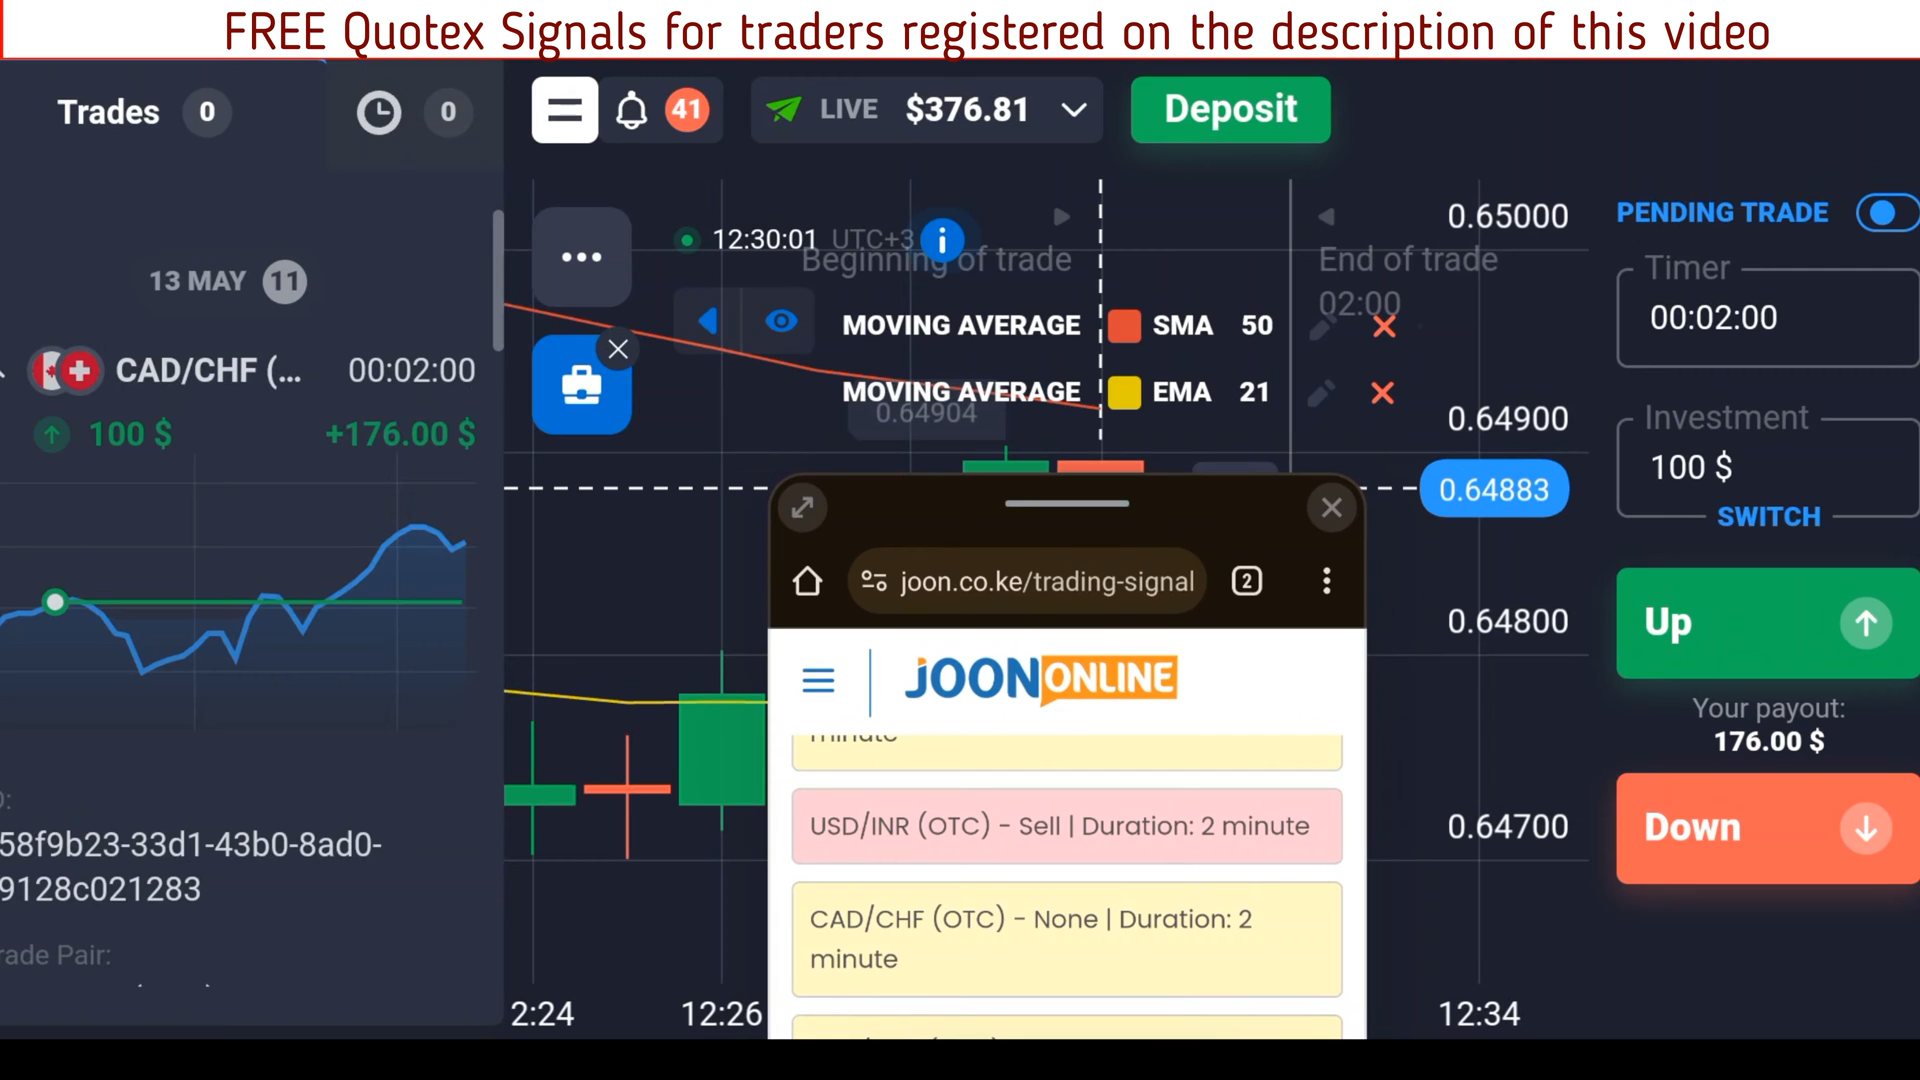 FREE Quotex Signals for traders registered on the description of this video
Trades 0
0
41
LIVE $376.81
Deposit
13 MAY 11
CAD/CHF (... 00:02:00
100 $ +176.00 $
58f9b23-33d1-43b0-8ad0-
9128c021283
rade Pair:
12:30:01 UTC+3
Beginning of trade
End of trade
02:00
MOVING AVERAGE SMA 50
MOVING AVERAGE EMA 21
0.64904
0.65000
0.64900
0.64883
0.64800
0.64700
2:24
12:26
12:34
joon.co.ke/trading-signal
2
JOON ONLINE
minute
USD/INR (OTC) - Sell | Duration: 2 minute
CAD/CHF (OTC) - None | Duration: 2
minute
PENDING TRADE
Timer
00:02:00
Investment
100 $
SWITCH
Up
Your payout:
176.00 $
Down